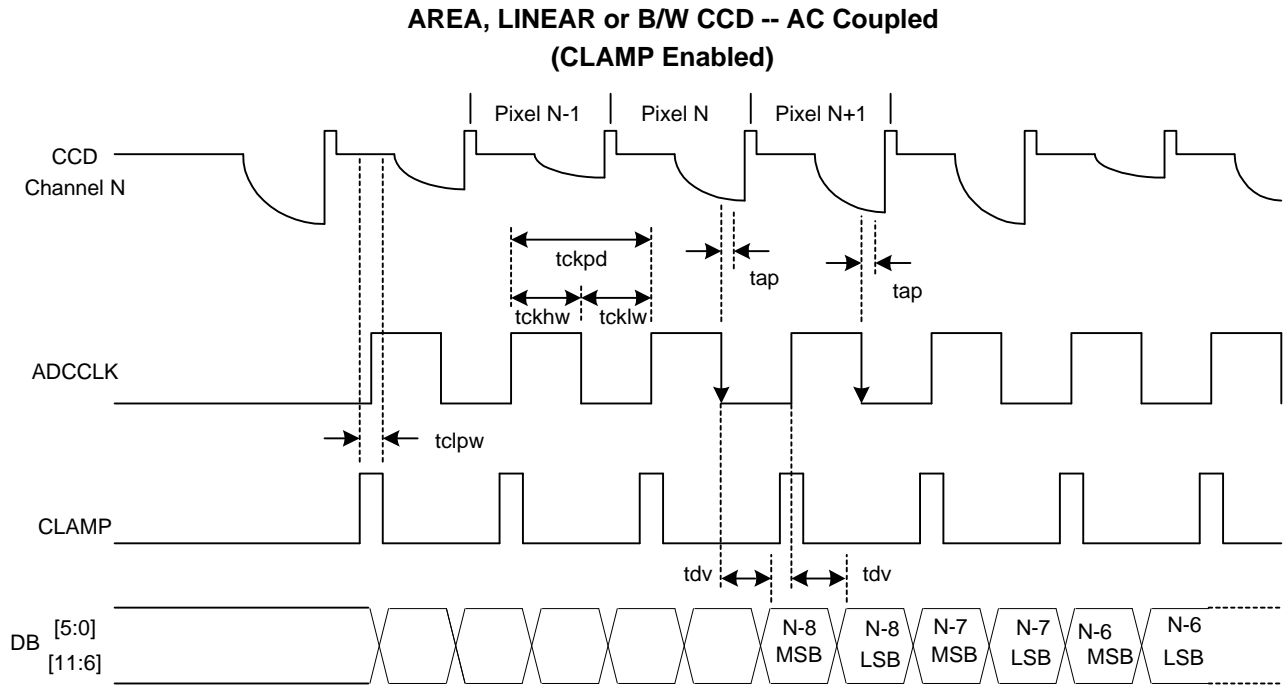 AREA, LINEAR or B/W CCD -- AC Coupled
(CLAMP Enabled)
Pixel N-1
Pixel N
Pixel N+1
CCD
Channel N
tckpd
tap
tap
tckhw
tcklw
ADCCLK
tclpw
CLAMP
tdv
tdv
DB
[5:0]
[11:6]
N-8
MSB
N-8
LSB
N-7
MSB
N-7
LSB
N-6
MSB
N-6
LSB